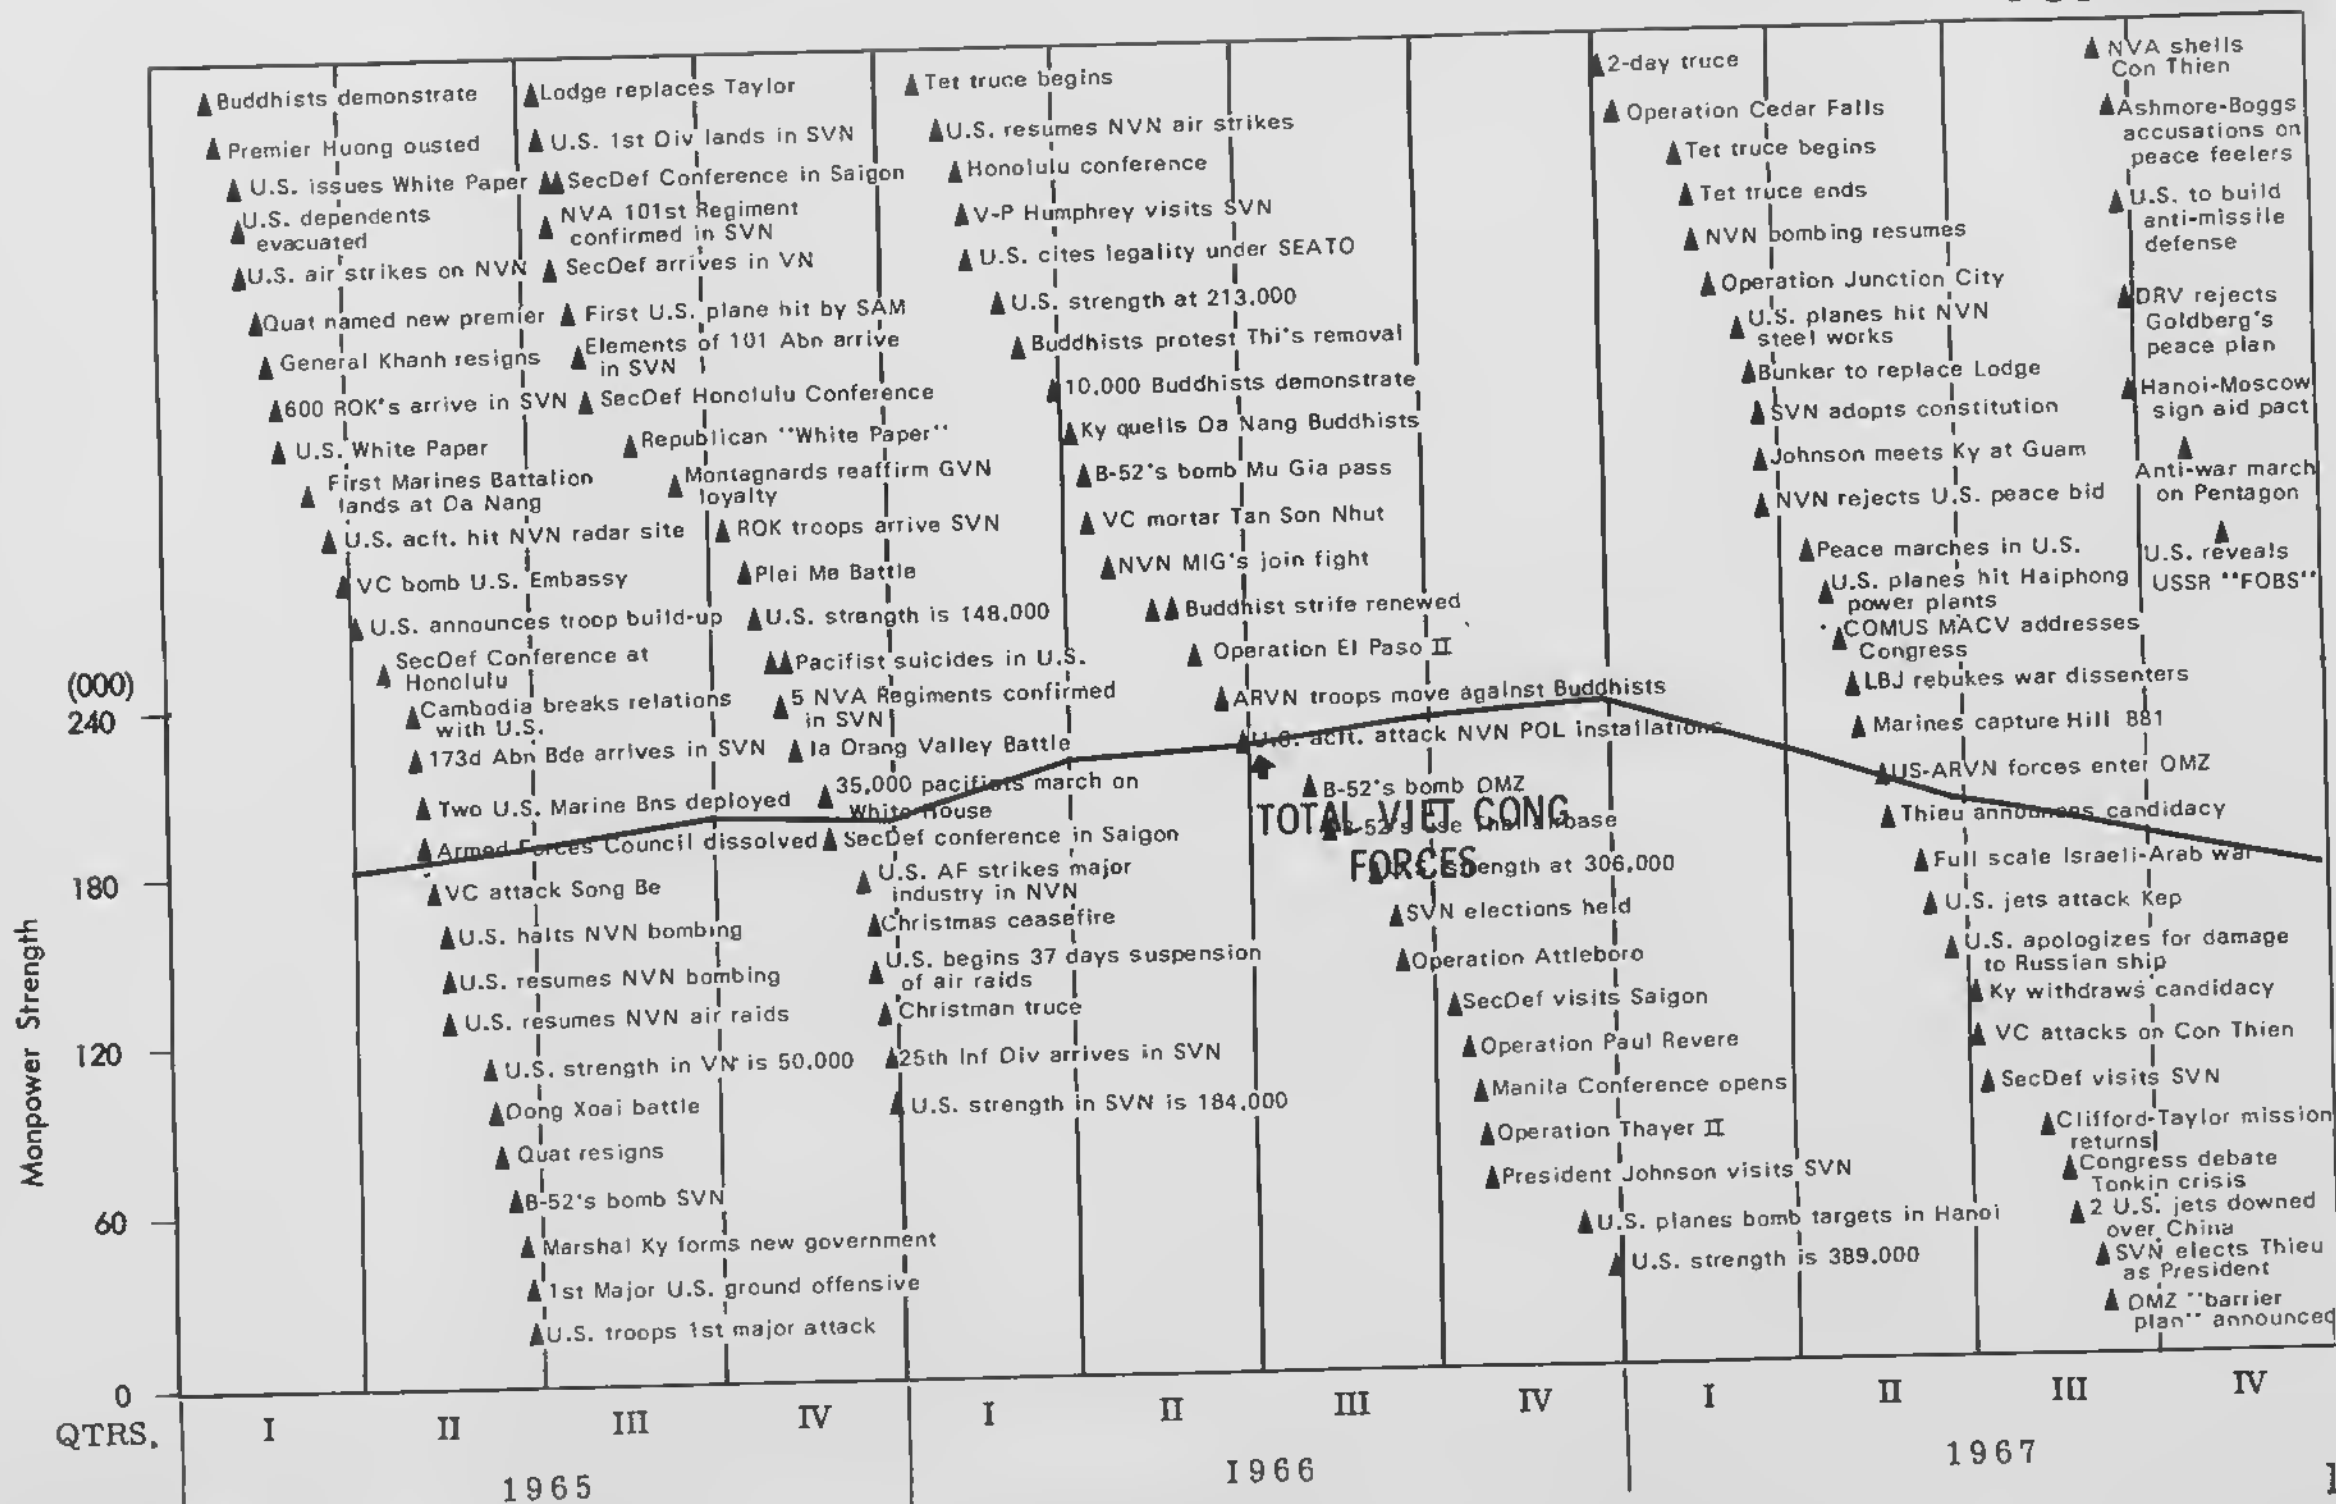 Buddhists demonstrate
Premier Huong ousted
U.S. issues White Paper
U.S. dependents
evacuated
U.S. air strikes on NVN
Quat named new premier
General Khanh resigns
600 ROK's arrive in SVN
U.S. White Paper
First Marines Battalion
lands at Da Nang
U.S. acft. hit NVN radar site
VC bomb U.S. Embassy
U.S. announces troop build-up
SecDef Conference at
Honolulu
Cambodia breaks relations
with U.S.
173d Abn Bde arrives in SVN
Two U.S. Marine Bns deployed
Armed Forces Council dissolved
VC attack Song Be
U.S. halts NVN bombing
U.S. resumes NVN bombing
U.S. resumes NVN air raids
U.S. strength in VN is 50,000
Dong Xoai battle
Quat resigns
B-52's bomb SVN
Marshal Ky forms new government
1st Major U.S. ground offensive
U.S. troops 1st major attack
Lodge replaces Taylor
U.S. 1st Div lands in SVN
SecDef Conference in Saigon
NVA 101st Regiment
confirmed in SVN
SecDef arrives in VN
First U.S. plane hit by SAM
Elements of 101 Abn arrive
in SVN
SecDef Honolulu Conference
Republican "White Paper"
Montagnards reaffirm GVN
loyalty
ROK troops arrive SVN
Plei Me Battle
U.S. strength is 148,000
Pacifist suicides in U.S.
5 NVA Regiments confirmed
in SVN
Ia Drang Valley Battle
35,000 pacifists march on
White House
SecDef conference in Saigon
U.S. AF strikes major
industry in NVN
Christmas ceasefire
U.S. begins 37 days suspension
of air raids
Christman truce
25th Inf Div arrives in SVN
U.S. strength in SVN is 184,000
Tet truce begins
U.S. resumes NVN air strikes
Honolulu conference
V-P Humphrey visits SVN
U.S. cites legality under SEATO
U.S. strength at 213,000
Buddhists protest Thi's removal
10,000 Buddhists demonstrate
Ky quells Da Nang Buddhists
B-52's bomb Mu Gia pass
VC mortar Tan Son Nhut
NVN MIG's join fight
Buddhist strife renewed
Operation El Paso II
ARVN troops move against Buddhists
U.S. acft. attack NVN POL installations
B-52's bomb DMZ
TOTAL VIET CONG
FORCES
B-52's use Thai airbase
strength at 306,000
SVN elections held
Operation Attleboro
SecDef visits Saigon
Operation Paul Revere
Manila Conference opens
Operation Thayer II
President Johnson visits SVN
U.S. planes bomb targets in Hanoi
U.S. strength is 389,000
2-day truce
Operation Cedar Falls
Tet truce begins
Tet truce ends
NVN bombing resumes
Operation Junction City
U.S. planes hit NVN
steel works
Bunker to replace Lodge
SVN adopts constitution
Johnson meets Ky at Guam
NVN rejects U.S. peace bid
Peace marches in U.S.
U.S. planes hit Haiphong
power plants
COMUS MACV addresses
Congress
LBJ rebukes war dissenters
Marines capture Hill 881
US-ARVN forces enter DMZ
Thieu announces candidacy
Full scale Israeli-Arab war
U.S. jets attack Kep
U.S. apologizes for damage
to Russian ship
Ky withdraws candidacy
VC attacks on Con Thien
SecDef visits SVN
Clifford-Taylor mission
returns
Congress debate
Tonkin crisis
2 U.S. jets downed
over China
SVN elects Thieu
as President
DMZ "barrier
plan" announced
NVA shells
Con Thien
Ashmore-Boggs
accusations on
peace feelers
U.S. to build
anti-missile
defense
DRV rejects
Goldberg's
peace plan
Hanoi-Moscow
sign aid pact
Anti-war march
on Pentagon
U.S. reveals
USSR "FOBS"
(000)
240
180
120
60
0
Monpower Strength
QTRS.
I II III IV I II III IV I II III IV
1965 1966 1967